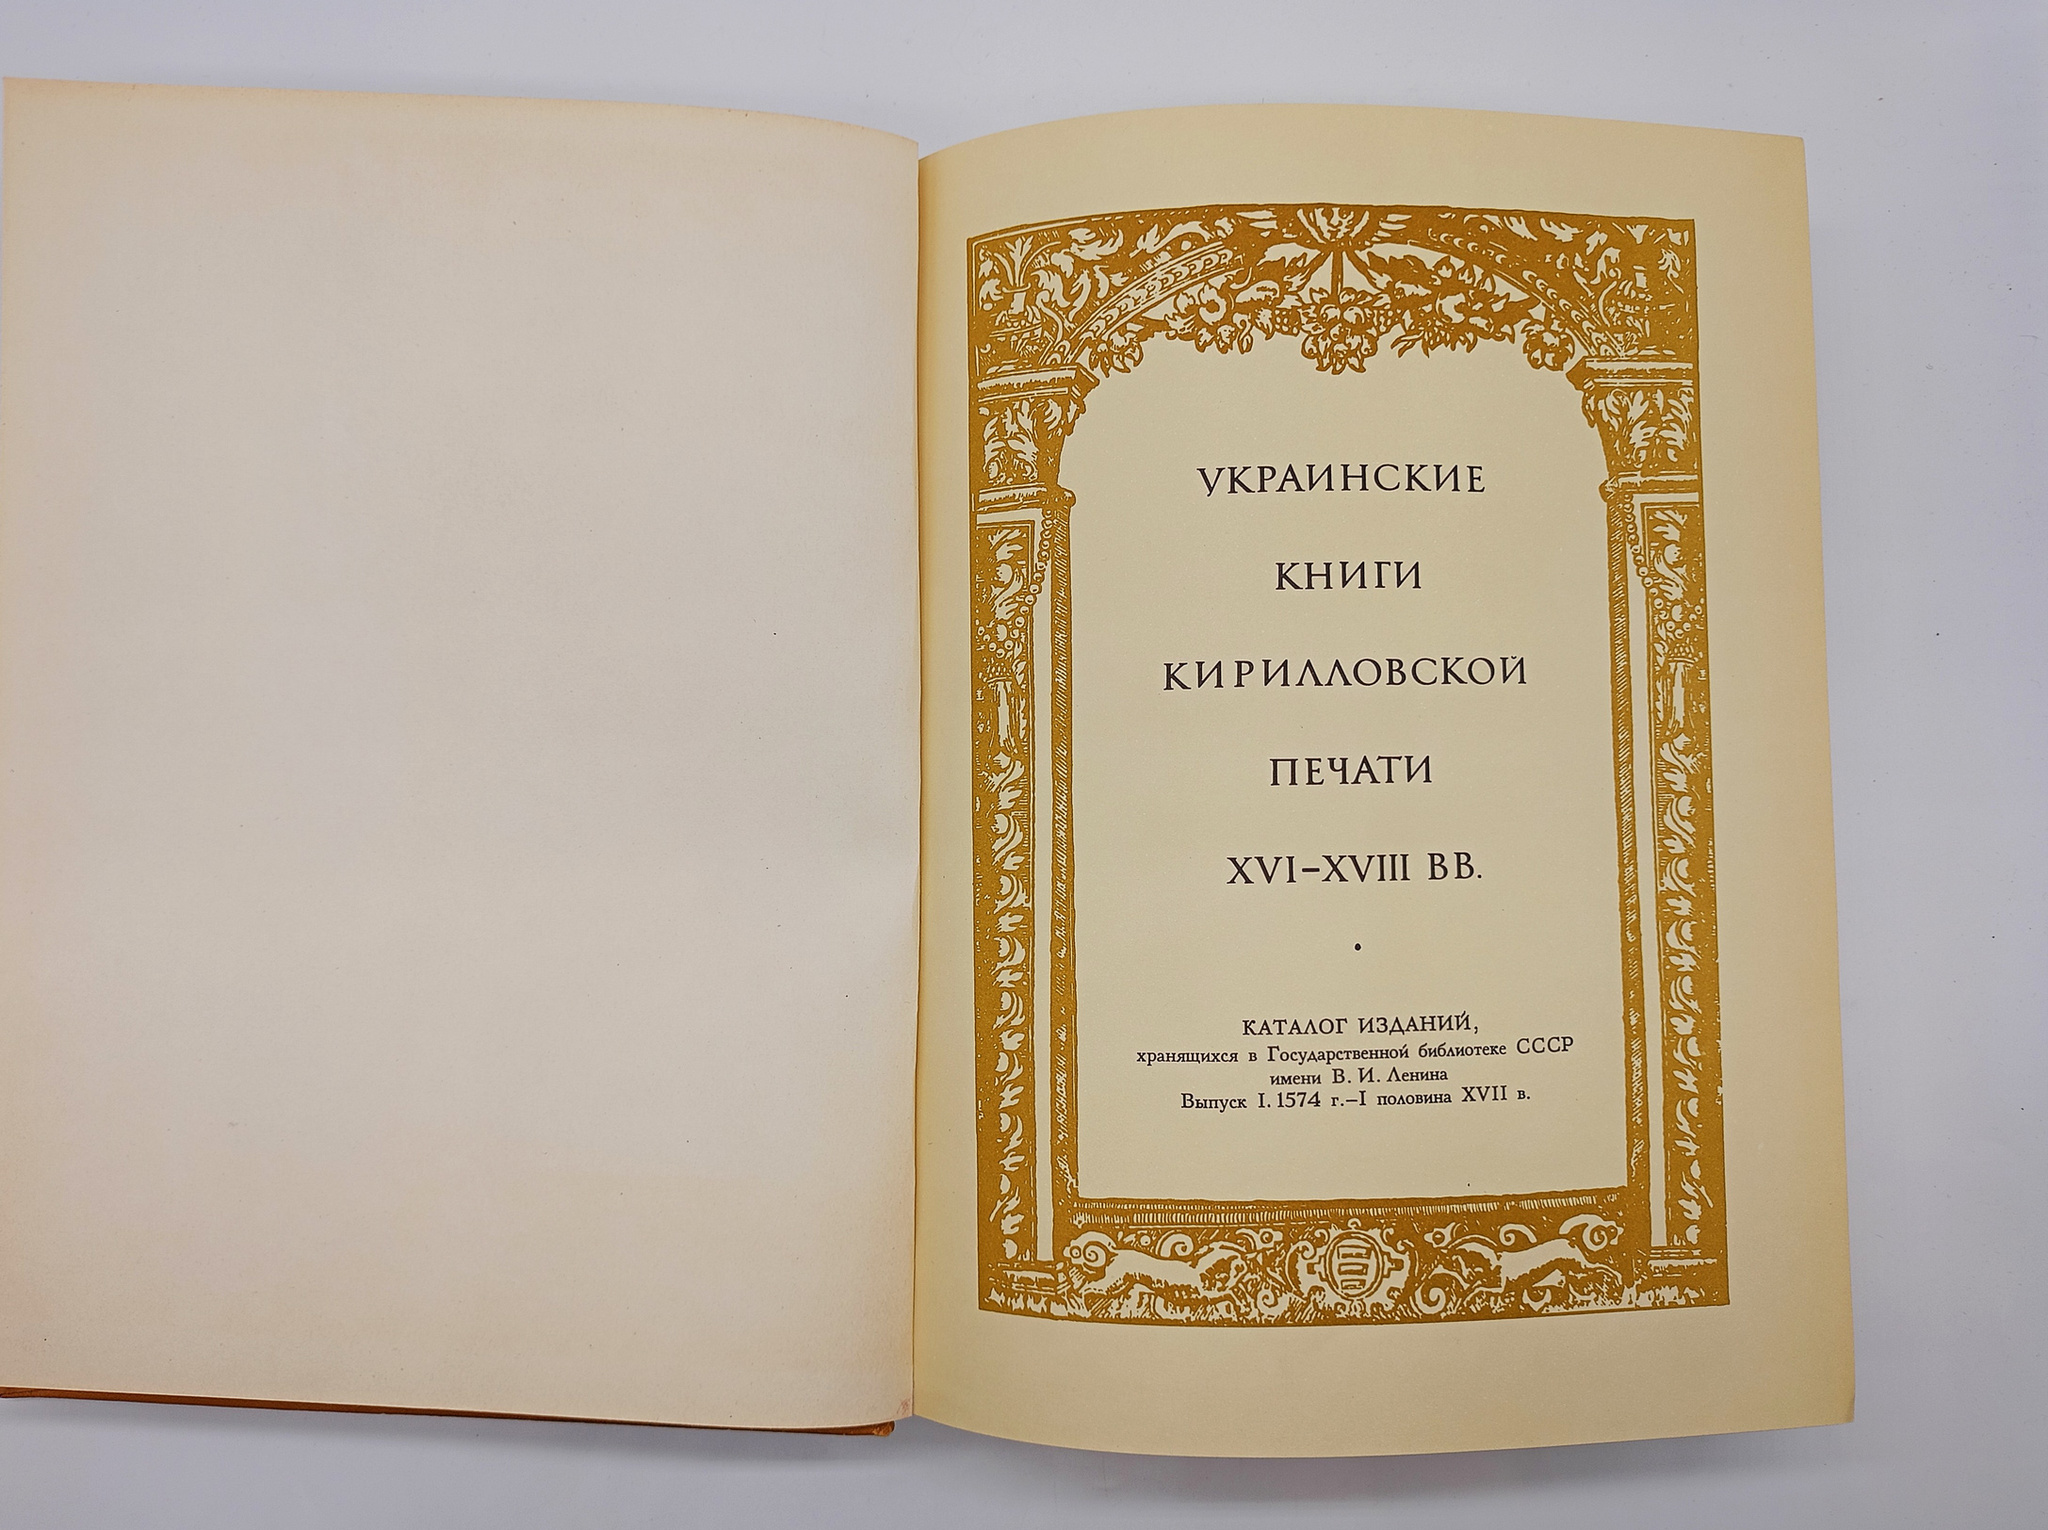 УКРАИНСКИЕ
КНИГИ
КИРИЛЛОВСКОЙ
ПЕЧАТИ
XVI–XVIII ВВ.
•
КАТАЛОГ ИЗДАНИЙ,
хранящихся в Государственной библиотеке СССР
имени В. И. Ленина
Выпуск I. 1574 г.–I половина XVII в.